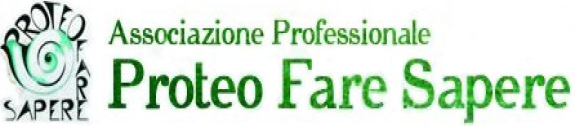 PROTEO
FARE
SAPERE
Associazione Professionale
Proteo Fare Sapere